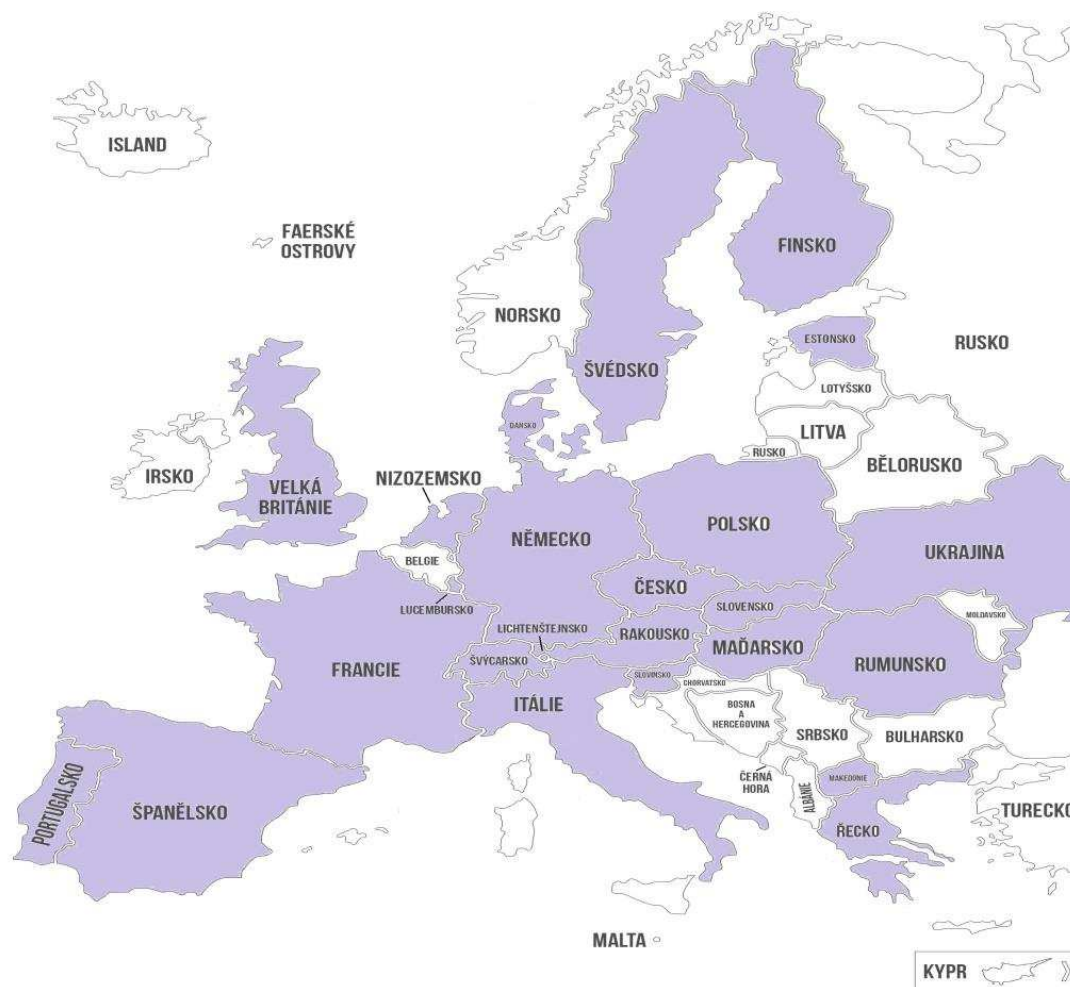 ISLAND
FAERSKÉ
OSTROVY
FINSKO
NORSKO
ESTONSKO
RUSKO
ŠVÉDSKO
LOTYŠSKO
DANSKO
LITVA
RUSKO
BĚLORUSKO
IRSKO
NIZOZEMSKO
VELKÁ
BRITÁNIE
POLSKO
NĚMECKO
UKRAJINA
BELGIE
ČESKO
LUCEMBURSKO
SLOVENSKO
MOLDAVSKO
LICHTENŠTEJNSKO
RAKOUSKO
MAĎARSKO
FRANCIE
ŠVÝCARSKO
RUMUNSKO
SLOVINSKO
CHORVATSKO
ITÁLIE
BOSNA
A
HERCEGOVINA
SRBSKO
BULHARSKO
ČERNÁ
HORA
MAKEDONIE
ALBÁNIE
PORTUGALSKO
ŠPANĚLSKO
TURECKO
ŘECKO
MALTA
KYPR